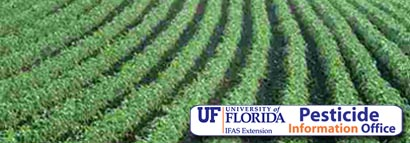 UF UNIVERSITY of FLORIDA IFAS Extension
Pesticide
Information Office